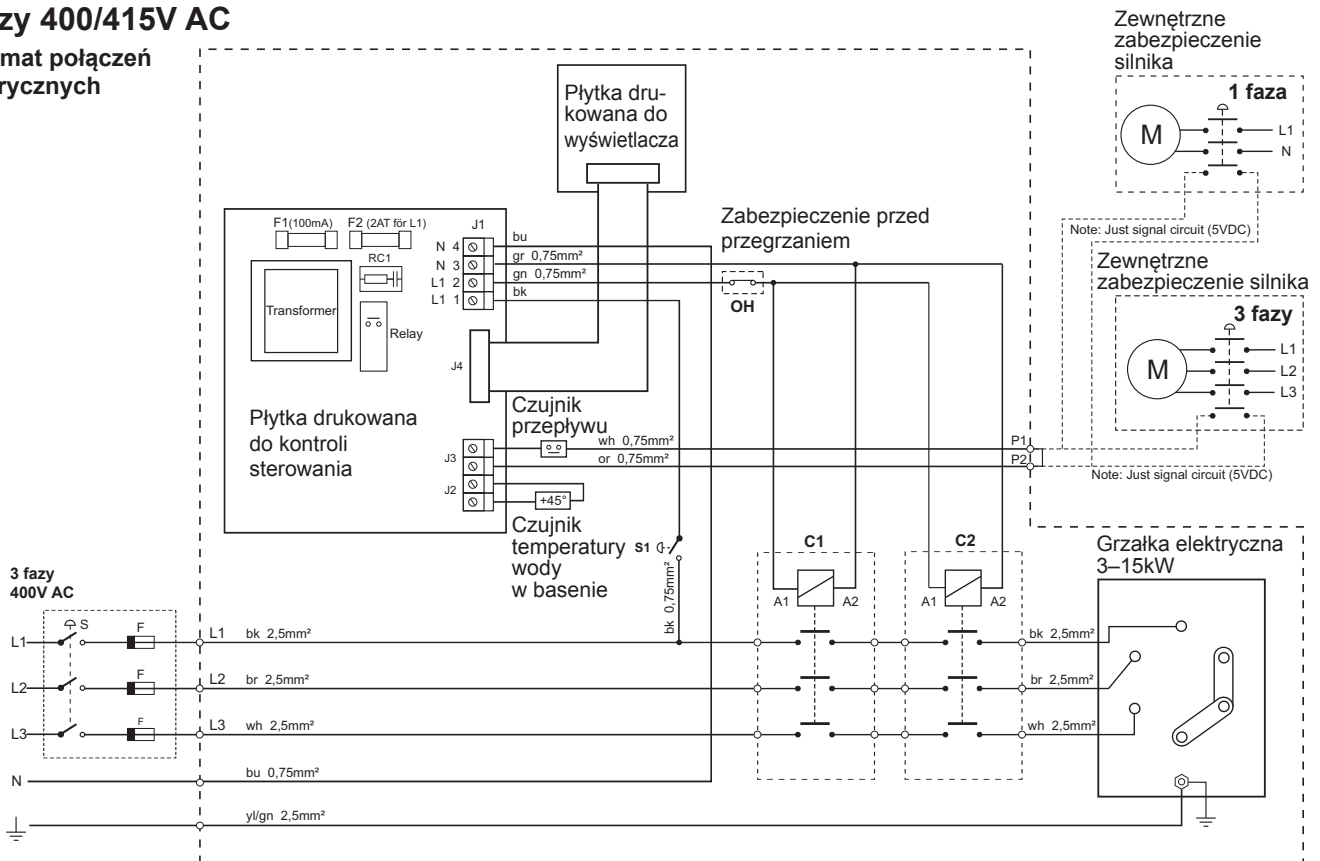 zy 400/415V AC
mat połączeń
rycznych
Zewnętrzne
zabezpieczenie
silnika
1 faza
M
L1
N
Note: Just signal circuit (5VDC)
Zewnętrzne
zabezpieczenie silnika
3 fazy
M
L1
L2
L3
Note: Just signal circuit (5VDC)
Płytka dru-
kowana do
wyświetlacza
F1(100mA)
F2 (2AT för L1)
J1
RC1
N 4
N 3
L1 2
L1 1
bu
gr 0,75mm²
gn 0,75mm²
bk
Transformer
Relay
J4
Płytka drukowana
do kontroli
sterowania
J3
J2
Zabezpieczenie przed
przegrzaniem
OH
Czujnik
przepływu
wh 0,75mm²
or 0,75mm²
P1
P2
+45°
Czujnik
temperatury
wody
w basenie
S1
bk 0,75mm²
C1
A1
A2
C2
A1
A2
Grzałka elektryczna
3–15kW
3 fazy
400V AC
S
L1
F
L1
bk 2,5mm²
bk 2,5mm²
L2
F
L2
br 2,5mm²
br 2,5mm²
L3
F
L3
wh 2,5mm²
wh 2,5mm²
N
bu 0,75mm²
yl/gn 2,5mm²